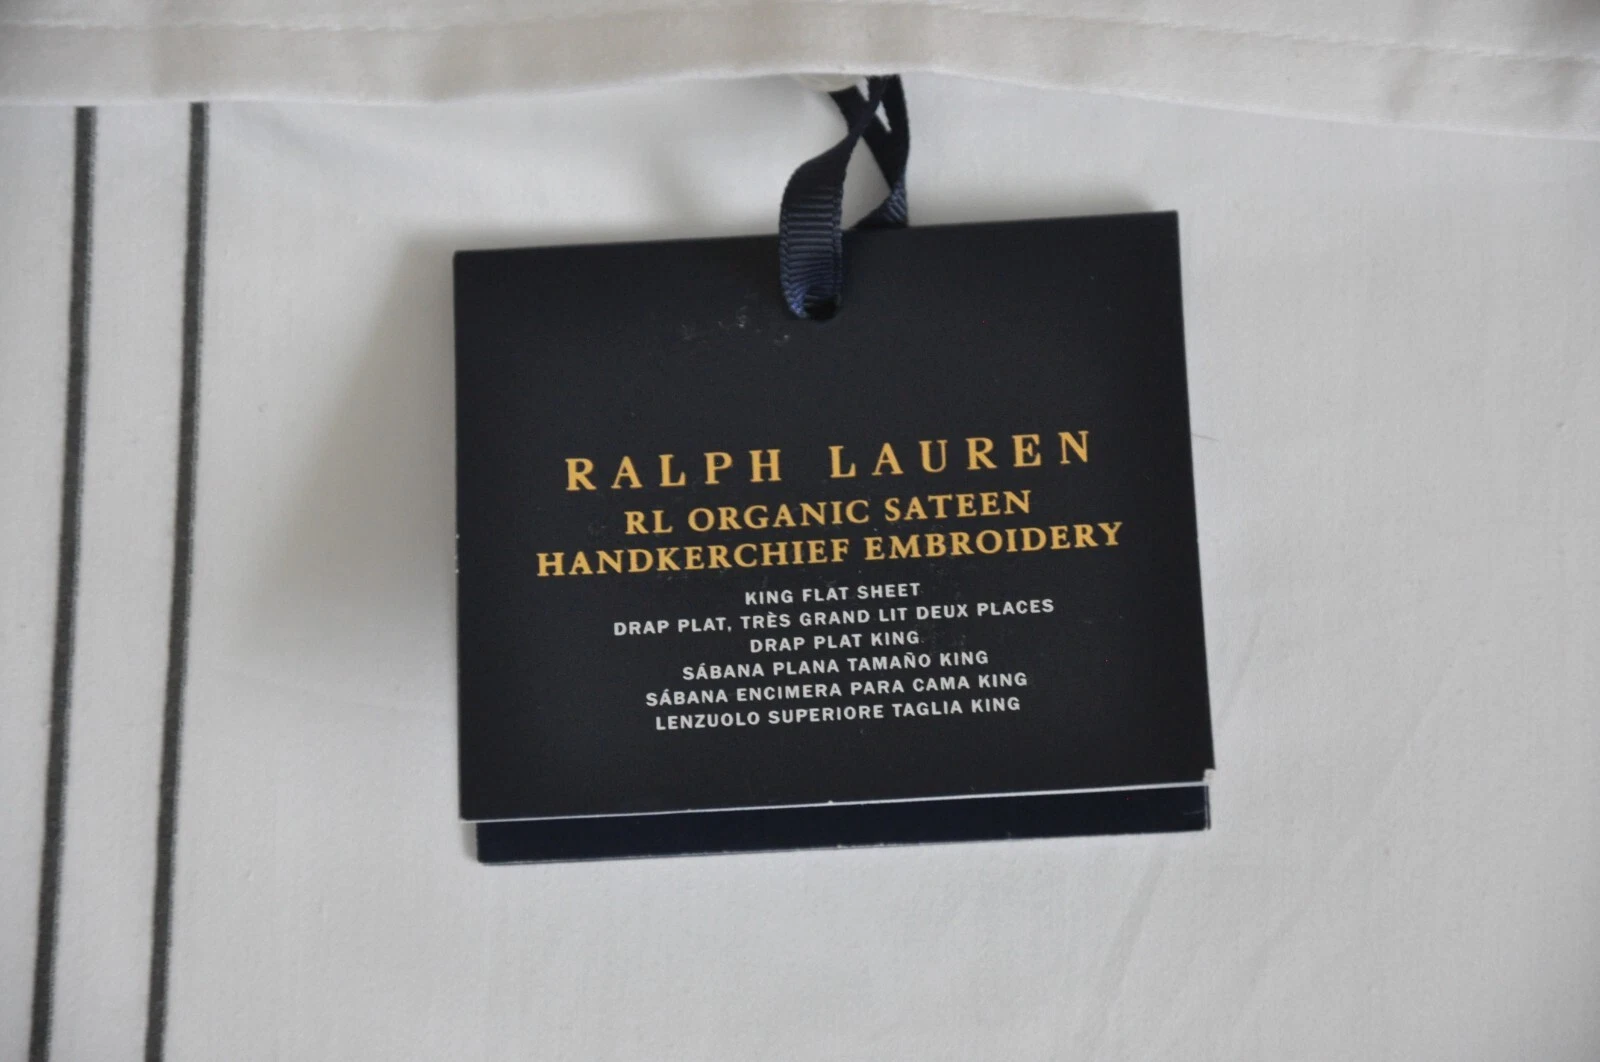 RALPH LAUREN
RL ORGANIC SATEEN
HANDKERCHIEF EMBROIDERY
KING FLAT SHEET
DRAP PLAT, TRÈS GRAND LIT DEUX PLACES
DRAP PLAT KING
SÁBANA PLANA TAMAÑO KING
SÁBANA ENCIMERA PARA CAMA KING
LENZUOLO SUPERIORE TAGLIA KING